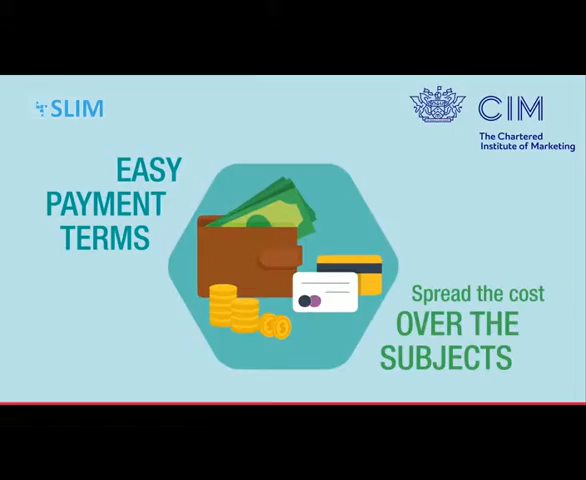 SLIM
CIM
The Chartered
Institute of Marketing
EASY
PAYMENT
TERMS
Spread the cost
OVER THE
SUBJECTS